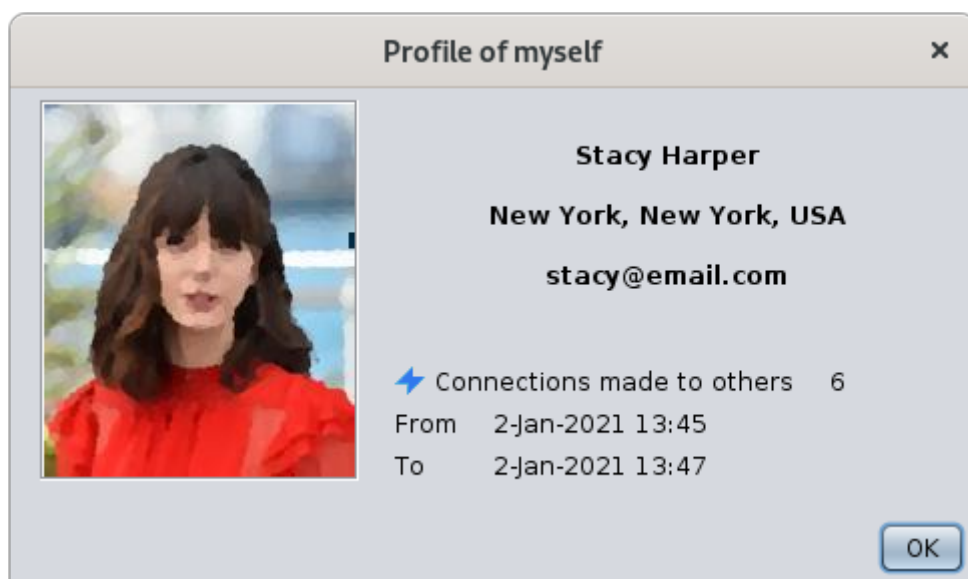 Profile of myself
Stacy Harper
New York, New York, USA
stacy@email.com
Connections made to others 6
From 2-Jan-2021 13:45
To 2-Jan-2021 13:47
OK